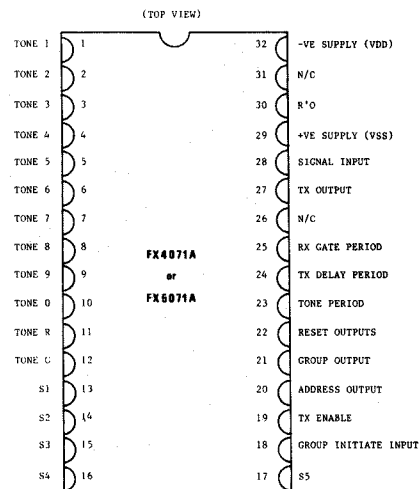 (TOP VIEW)
TONE 1 1 32 -VE SUPPLY (VDD)
TONE 2 2 31 N/C
TONE 3 3 30 R'O
TONE 4 4 29 +VE SUPPLY (VSS)
TONE 5 5 28 SIGNAL INPUT
TONE 6 6 27 TX OUTPUT
TONE 7 7 26 N/C
TONE 8 8 25 RX GATE PERIOD
TONE 9 9 24 TX DELAY PERIOD
TONE 0 10 23 TONE PERIOD
TONE R 11 22 RESET OUTPUTS
TONE G 12 21 GROUP OUTPUT
S1 13 20 ADDRESS OUTPUT
S2 14 19 TX ENABLE
S3 15 18 GROUP INITIATE INPUT
S4 16 17 S5
FX4071A
or
FX6071A